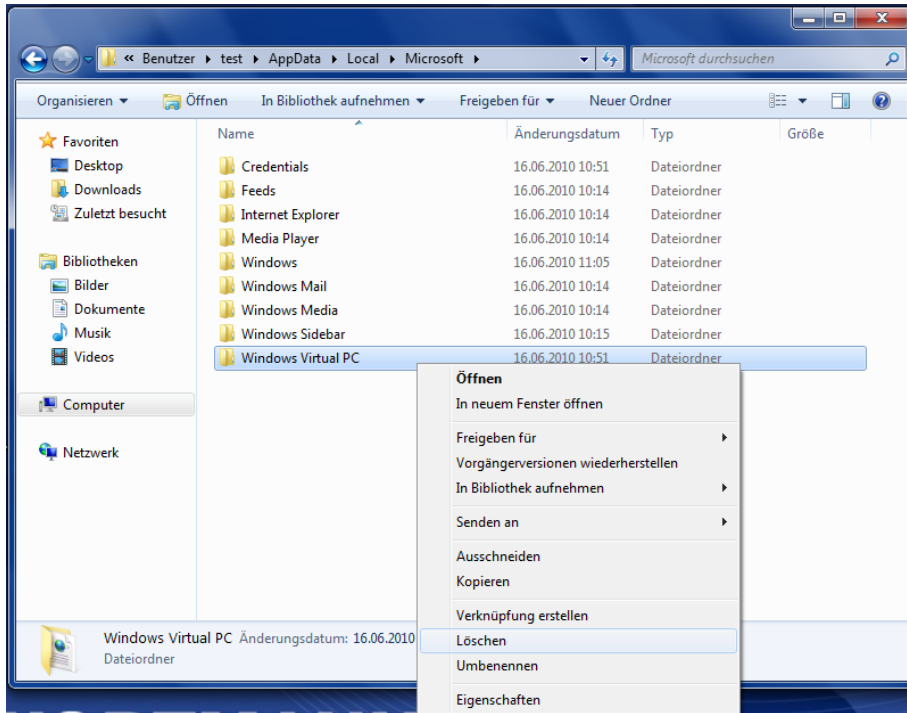 « Benutzer ▸ test ▸ AppData ▸ Local ▸ Microsoft ▸
Microsoft durchsuchen
Organisieren Öffnen In Bibliothek aufnehmen Freigeben für Neuer Ordner
Name Änderungsdatum Typ Größe
Favoriten
Desktop
Downloads
Zuletzt besucht
Bibliotheken
Bilder
Dokumente
Musik
Videos
Computer
Netzwerk
Credentials 16.06.2010 10:51 Dateiordner
Feeds 16.06.2010 10:14 Dateiordner
Internet Explorer 16.06.2010 10:14 Dateiordner
Media Player 16.06.2010 10:14 Dateiordner
Windows 16.06.2010 11:05 Dateiordner
Windows Mail 16.06.2010 10:14 Dateiordner
Windows Media 16.06.2010 10:14 Dateiordner
Windows Sidebar 16.06.2010 10:15 Dateiordner
Windows Virtual PC 16.06.2010 10:51 Dateiordner
Öffnen
In neuem Fenster öffnen
Freigeben für
Vorgängerversionen wiederherstellen
In Bibliothek aufnehmen
Senden an
Ausschneiden
Kopieren
Verknüpfung erstellen
Löschen
Umbenennen
Eigenschaften
Windows Virtual PC Änderungsdatum: 16.06.2010
Dateiordner